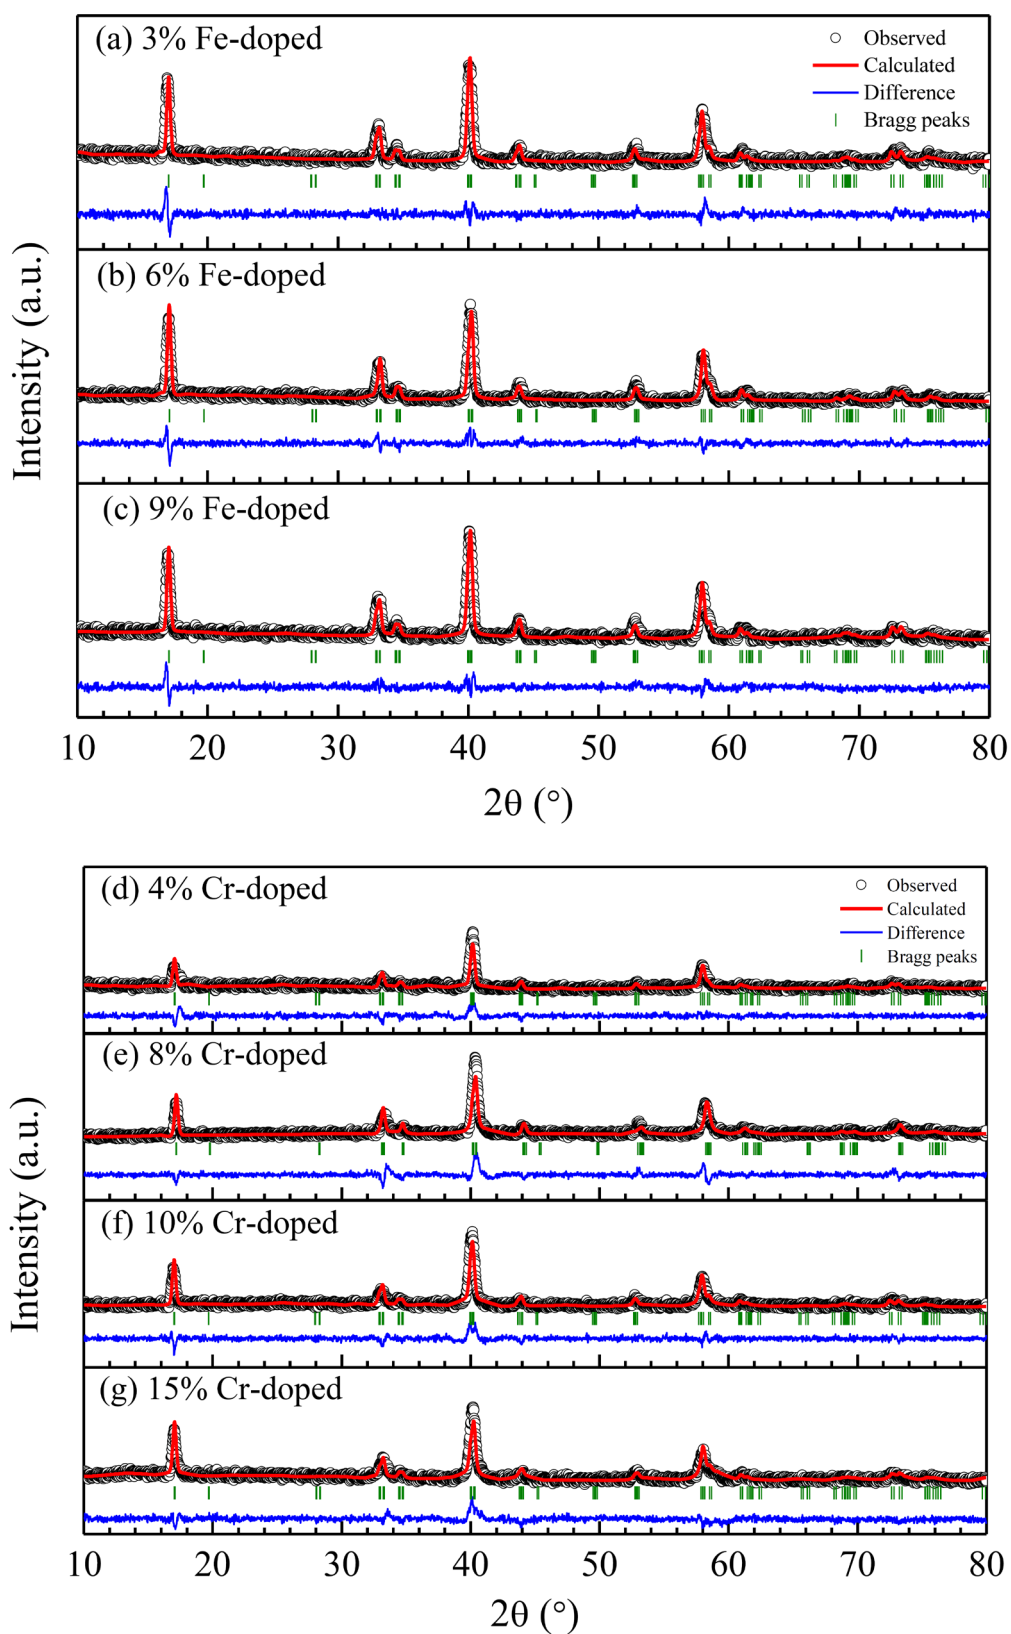 (a) 3% Fe-doped
Observed
Calculated
Difference
Bragg peaks
(b) 6% Fe-doped
(c) 9% Fe-doped
Intensity (a.u.)
10 20 30 40 50 60 70 80
2θ (°)
(d) 4% Cr-doped
Observed
Calculated
Difference
Bragg peaks
(e) 8% Cr-doped
(f) 10% Cr-doped
(g) 15% Cr-doped
Intensity (a.u.)
10 20 30 40 50 60 70 80
2θ (°)